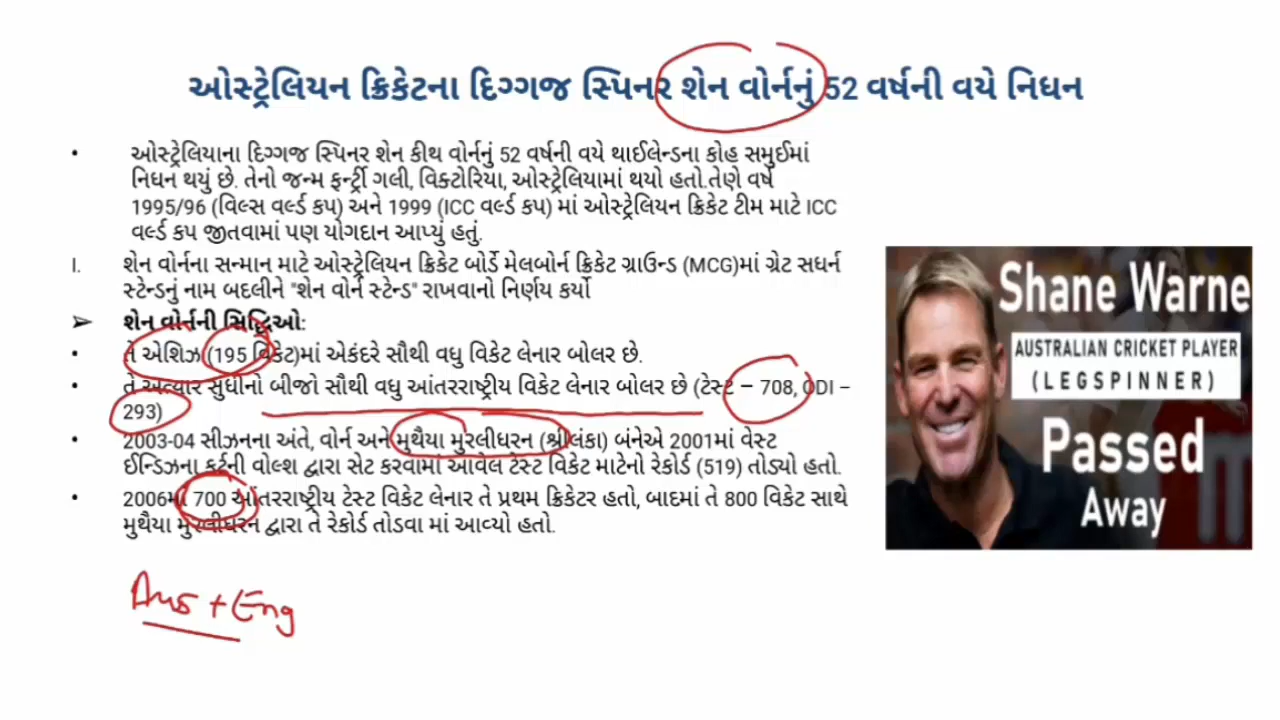 ઓસ્ટ્રેલિયન ક્રિકેટના દિગ્ગજ સ્પિનર શેન વોર્નનું 52 વર્ષની વયે નિધન
• ઓસ્ટ્રેલિયાના દિગ્ગજ સ્પિનર શેન કીથ વોર્નનું 52 વર્ષની વયે થાઈલેન્ડના કોહ સમુઈમાં
નિધન થયું છે. તેનો જન્મ ફર્ન્ટ્રી ગલી, વિક્ટોરિયા, ઓસ્ટ્રેલિયામાં થયો હતો.તેણે વર્ષ
1995/96 (વિલ્સ વર્લ્ડ કપ) અને 1999 (ICC વર્લ્ડ કપ) માં ઓસ્ટ્રેલિયન ક્રિકેટ ટીમ માટે ICC
વર્લ્ડ કપ જીતવામાં પણ યોગદાન આપ્યું હતું.
I. શેન વોર્નના સન્માન માટે ઓસ્ટ્રેલિયન ક્રિકેટ બોર્ડે મેલબોર્ન ક્રિકેટ ગ્રાઉન્ડ (MCG)માં ગ્રેટ સધર્ન
સ્ટેન્ડનું નામ બદલીને "શેન વોર્ન સ્ટેન્ડ" રાખવાનો નિર્ણય કર્યો
➢ શેન વોર્નની સિદ્ધિઓ:
• તે એશિઝ (195 વિકેટ)માં એકંદરે સૌથી વધુ વિકેટ લેનાર બોલર છે.
• તે અત્યાર સુધીનો બીજો સૌથી વધુ આંતરરાષ્ટ્રીય વિકેટ લેનાર બોલર છે (ટેસ્ટ – 708, ODI –
293)
• 2003-04 સીઝનના અંતે, વોર્ન અને મુથૈયા મુરલીધરન (શ્રીલંકા) બંનેએ 2001માં વેસ્ટ
ઈન્ડિઝના કર્ટની વોલ્શ દ્વારા સેટ કરવામાં આવેલ ટેસ્ટ વિકેટ માટેનો રેકોર્ડ (519) તોડ્યો હતો.
• 2006માં 700 આંતરરાષ્ટ્રીય ટેસ્ટ વિકેટ લેનાર તે પ્રથમ ક્રિકેટર હતો, બાદમાં તે 800 વિકેટ સાથે
મુથૈયા મુરલીધરન દ્વારા તે રેકોર્ડ તોડવા માં આવ્યો હતો.
Aus + Eng
Shane Warne
AUSTRALIAN CRICKET PLAYER
(LEGSPINNER)
Passed
Away